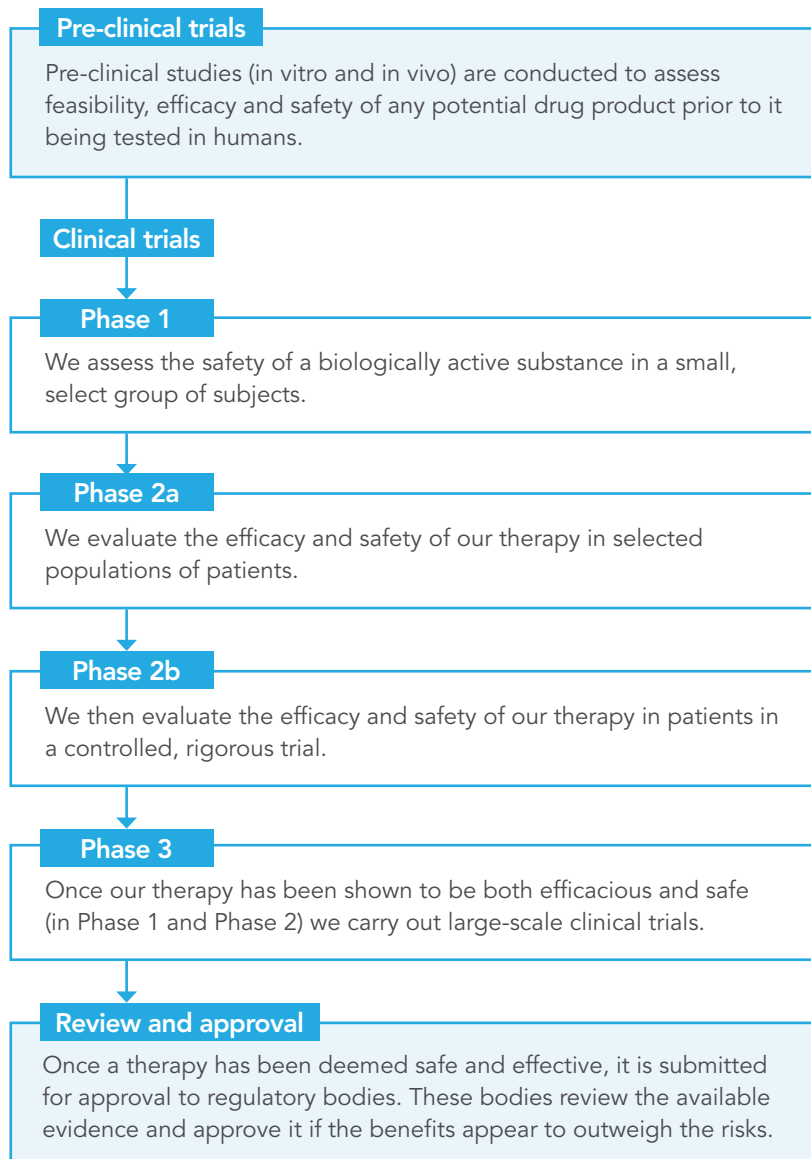 Pre-clinical trials
Pre-clinical studies (in vitro and in vivo) are conducted to assess
feasibility, efficacy and safety of any potential drug product prior to it
being tested in humans.
Clinical trials
Phase 1
We assess the safety of a biologically active substance in a small,
select group of subjects.
Phase 2a
We evaluate the efficacy and safety of our therapy in selected
populations of patients.
Phase 2b
We then evaluate the efficacy and safety of our therapy in patients in
a controlled, rigorous trial.
Phase 3
Once our therapy has been shown to be both efficacious and safe
(in Phase 1 and Phase 2) we carry out large-scale clinical trials.
Review and approval
Once a therapy has been deemed safe and effective, it is submitted
for approval to regulatory bodies. These bodies review the available
evidence and approve it if the benefits appear to outweigh the risks.